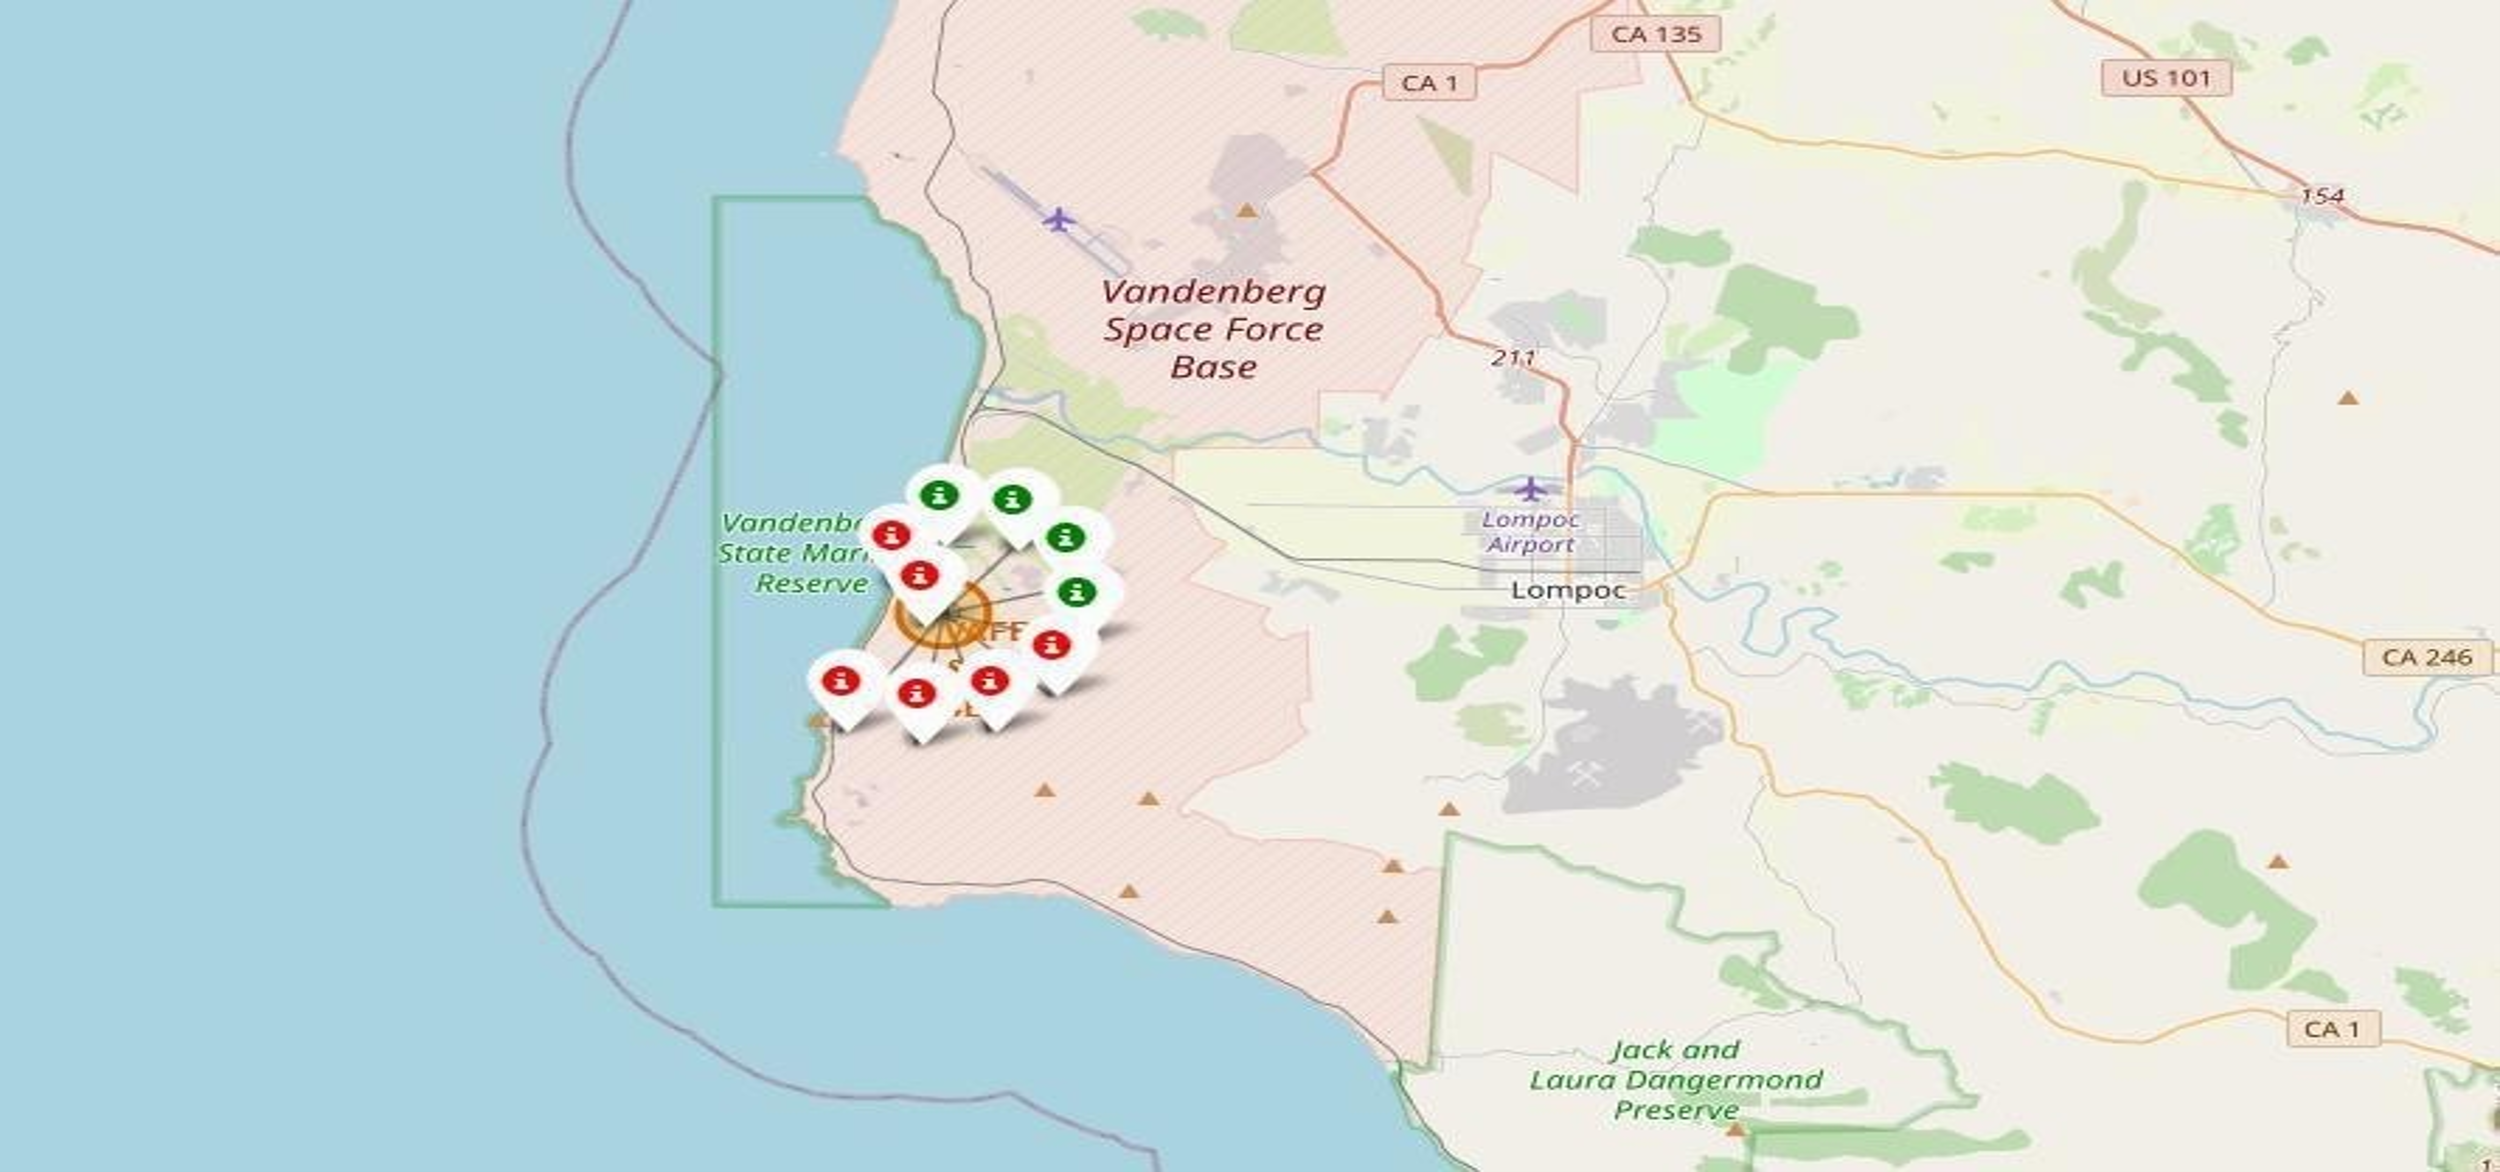 CA 135
US 101
CA 1
154
Vandenberg
Space Force
Base
211
Lompoc
Airport
State
Reserve
Lompoc
CA 246
CA 1
Jack and
Laura Dangermond
Preserve